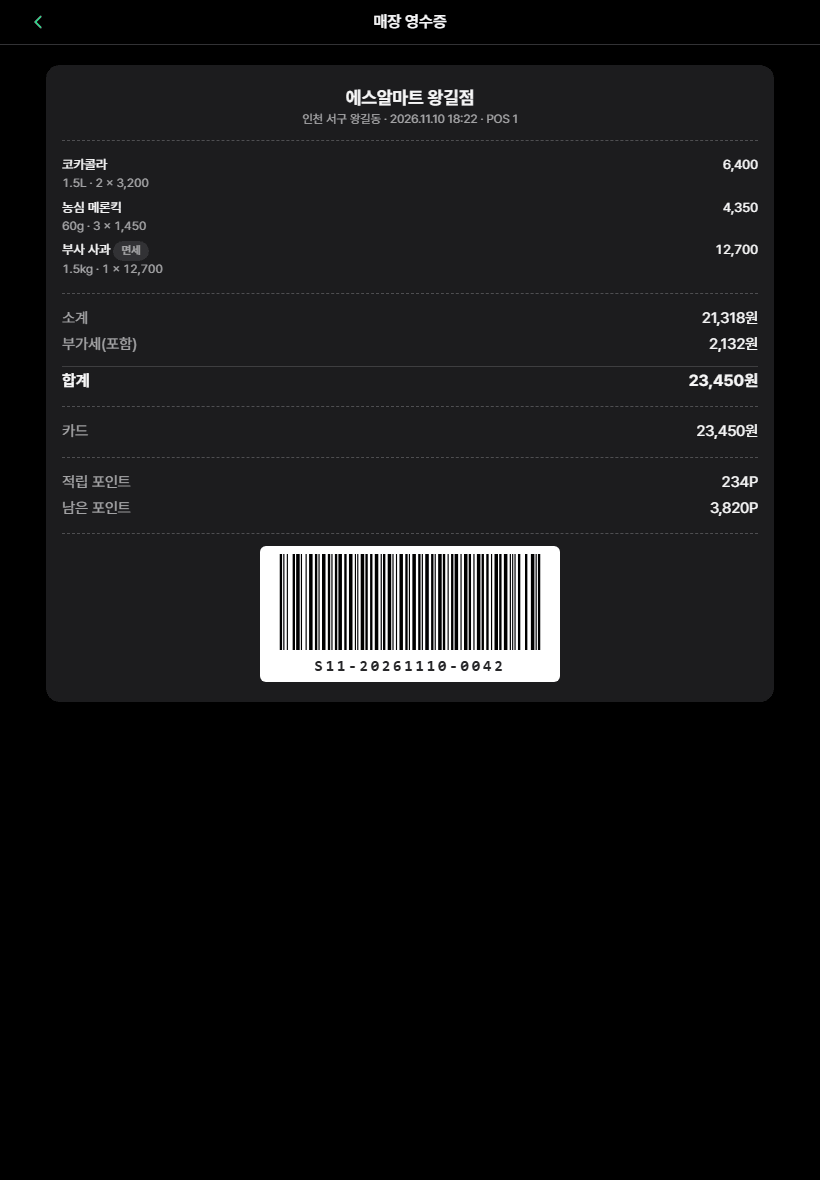 매장 영수증
에스알마트 왕길점
인천 서구 왕길동 · 2026.11.10 18:22 · POS 1
코카콜라 6,400
1.5L · 2 × 3,200
농심 메론킥 4,350
60g · 3 × 1,450
부사 사과 면세 12,700
1.5kg · 1 × 12,700
소계 21,318원
부가세(포함) 2,132원
합계 23,450원
카드 23,450원
적립 포인트 234P
남은 포인트 3,820P
S11-20261110-0042